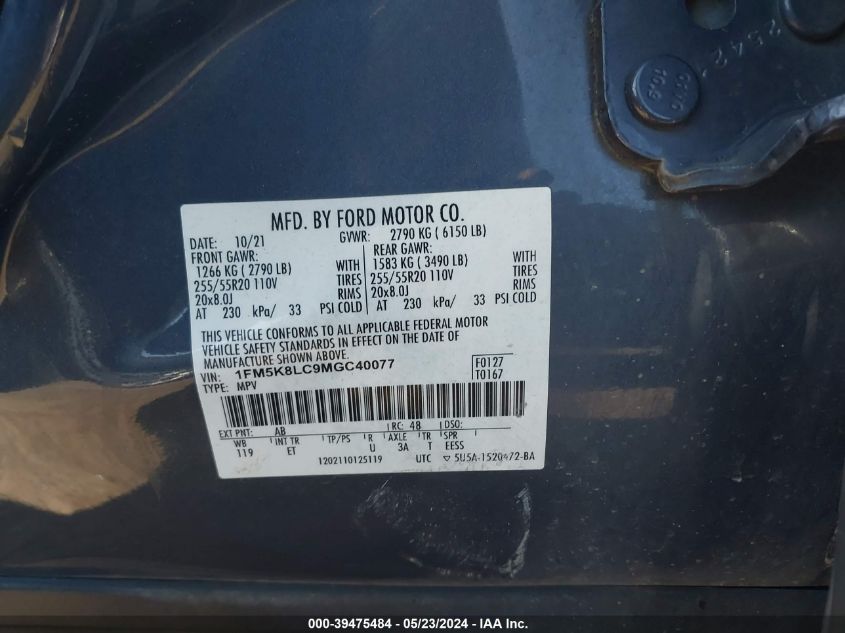 25421
10.9
MFD. BY FORD MOTOR CO.
DATE: 10/21 GVWR: 2790 KG ( 6150 LB)
FRONT GAWR: REAR GAWR:
1266 KG ( 2790 LB) WITH 1583 KG ( 3490 LB) WITH
255/55R20 110V TIRES 255/55R20 110V TIRES
20x8.0J RIMS 20x8.0J RIMS
AT 230 kPa/ 33 PSI COLD AT 230 kPa/ 33 PSI COLD
THIS VEHICLE CONFORMS TO ALL APPLICABLE FEDERAL MOTOR
VEHICLE SAFETY STANDARDS IN EFFECT ON THE DATE OF
MANUFACTURE SHOWN ABOVE.
VIN: 1FM5K8LC9MGC40077 F0127
TYPE: MPV T0167
EXT PNT: AB RC: 48 DSO:
WB INT TR TP/PS R AXLE TR SPR
119 ET U 3A T EESS
1202110125119 UTC ▽ 5U5A-1520472-BA
000-39475484 - 05/23/2024 - IAA Inc.